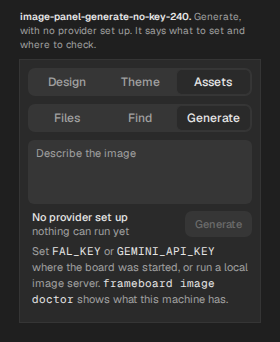 image-panel-generate-no-key-240. Generate,
with no provider set up. It says what to set and
where to check.
Design Theme Assets
Files Find Generate
Describe the image
No provider set up
nothing can run yet
Generate
Set FAL_KEY or GEMINI_API_KEY
where the board was started, or run a local
image server. frameboard image
doctor shows what this machine has.